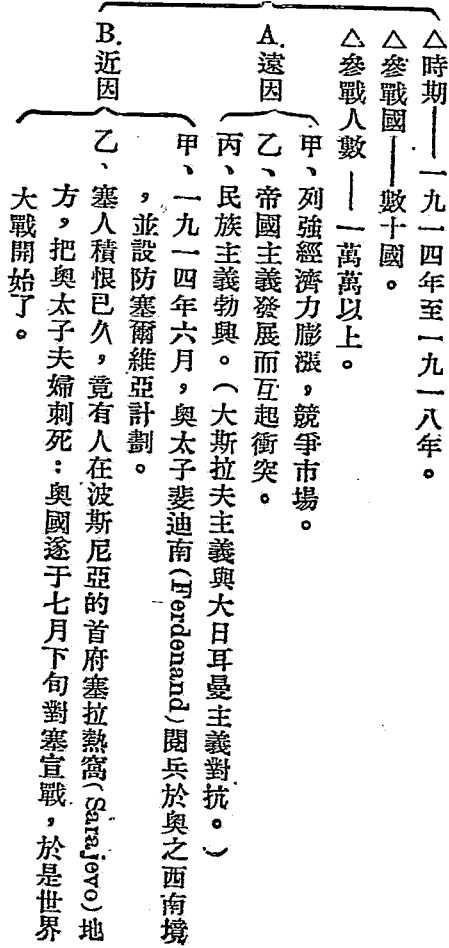 △時期——一九一四年至一九一八年。
△參戰國——數十國。
△參戰人數——一萬萬以上。
A.遠因
甲、列強經濟力膨漲，競爭市場。
乙、帝國主義發展而互起衝突。
丙、民族主義勃興。（大斯拉夫主義與大日耳曼主義對抗。）
B.近因
甲、一九一四年六月，奧太子斐迪南(Ferdenand)閱兵於奧之西南境
，並設防塞爾維亞計劃。
乙、塞人積恨已久，竟有人在波斯尼亞的首府塞拉熱窩(Sarajevo)地
方，把奧太子夫婦刺死：奧國遂于七月下旬對塞宣戰，於是世界
大戰開始了。